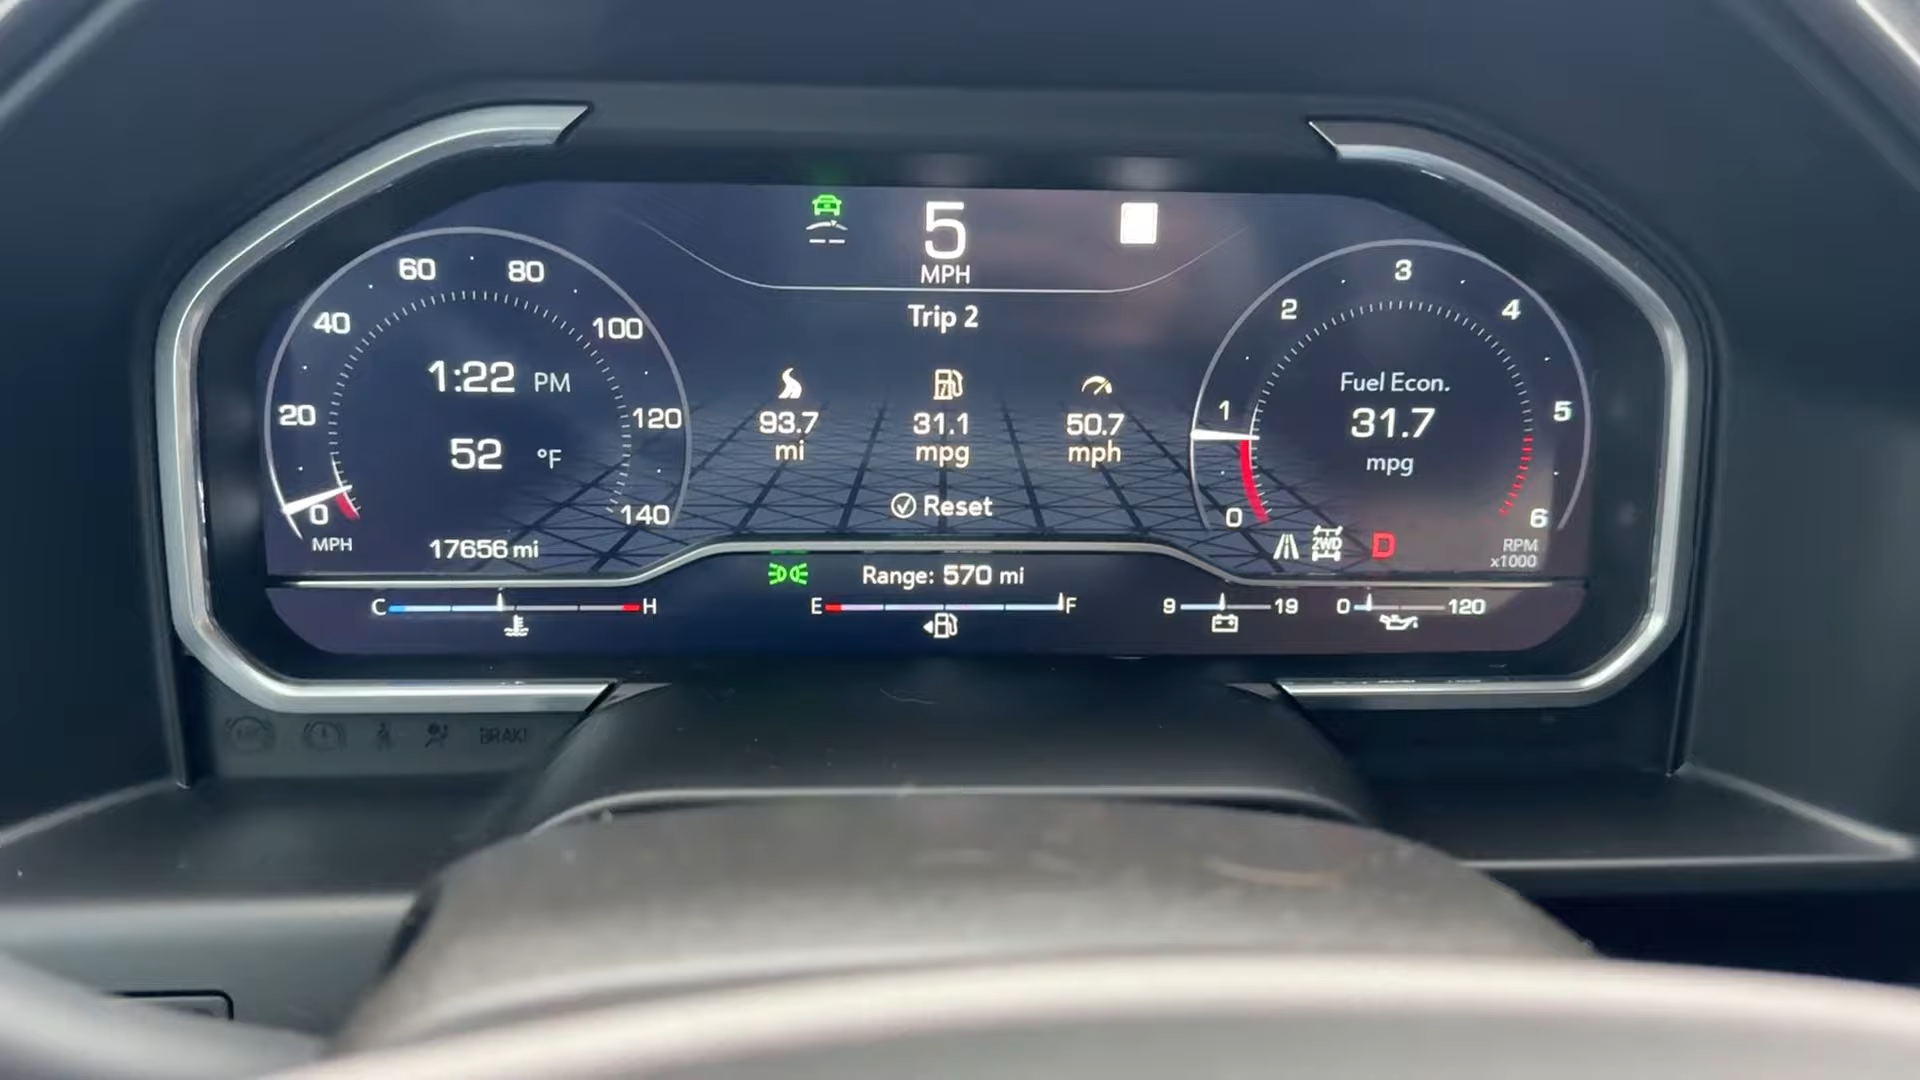 5
MPH
Trip 2
60 80
40 100
20 120
0 140
MPH
1:22 PM
52 °F
17656 mi
93.7
mi
31.1
mpg
50.7
mph
Reset
3
2 4
1 5
0 6
Fuel Econ.
31.7
mpg
2WD
D
RPM
x1000
Range: 570 mi
C H
E F
9 19
0 120
BRAKE